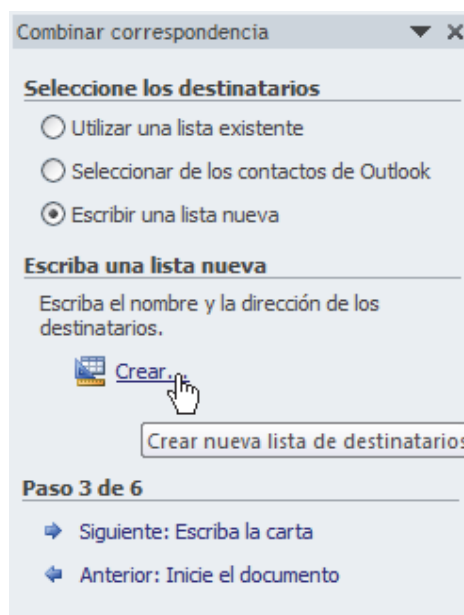 Combinar correspondencia
Seleccione los destinatarios
Utilizar una lista existente
Seleccionar de los contactos de Outlook
Escribir una lista nueva
Escriba una lista nueva
Escriba el nombre y la dirección de los
destinatarios.
Crear...
Crear nueva lista de destinatarios
Paso 3 de 6
Siguiente: Escriba la carta
Anterior: Inicie el documento